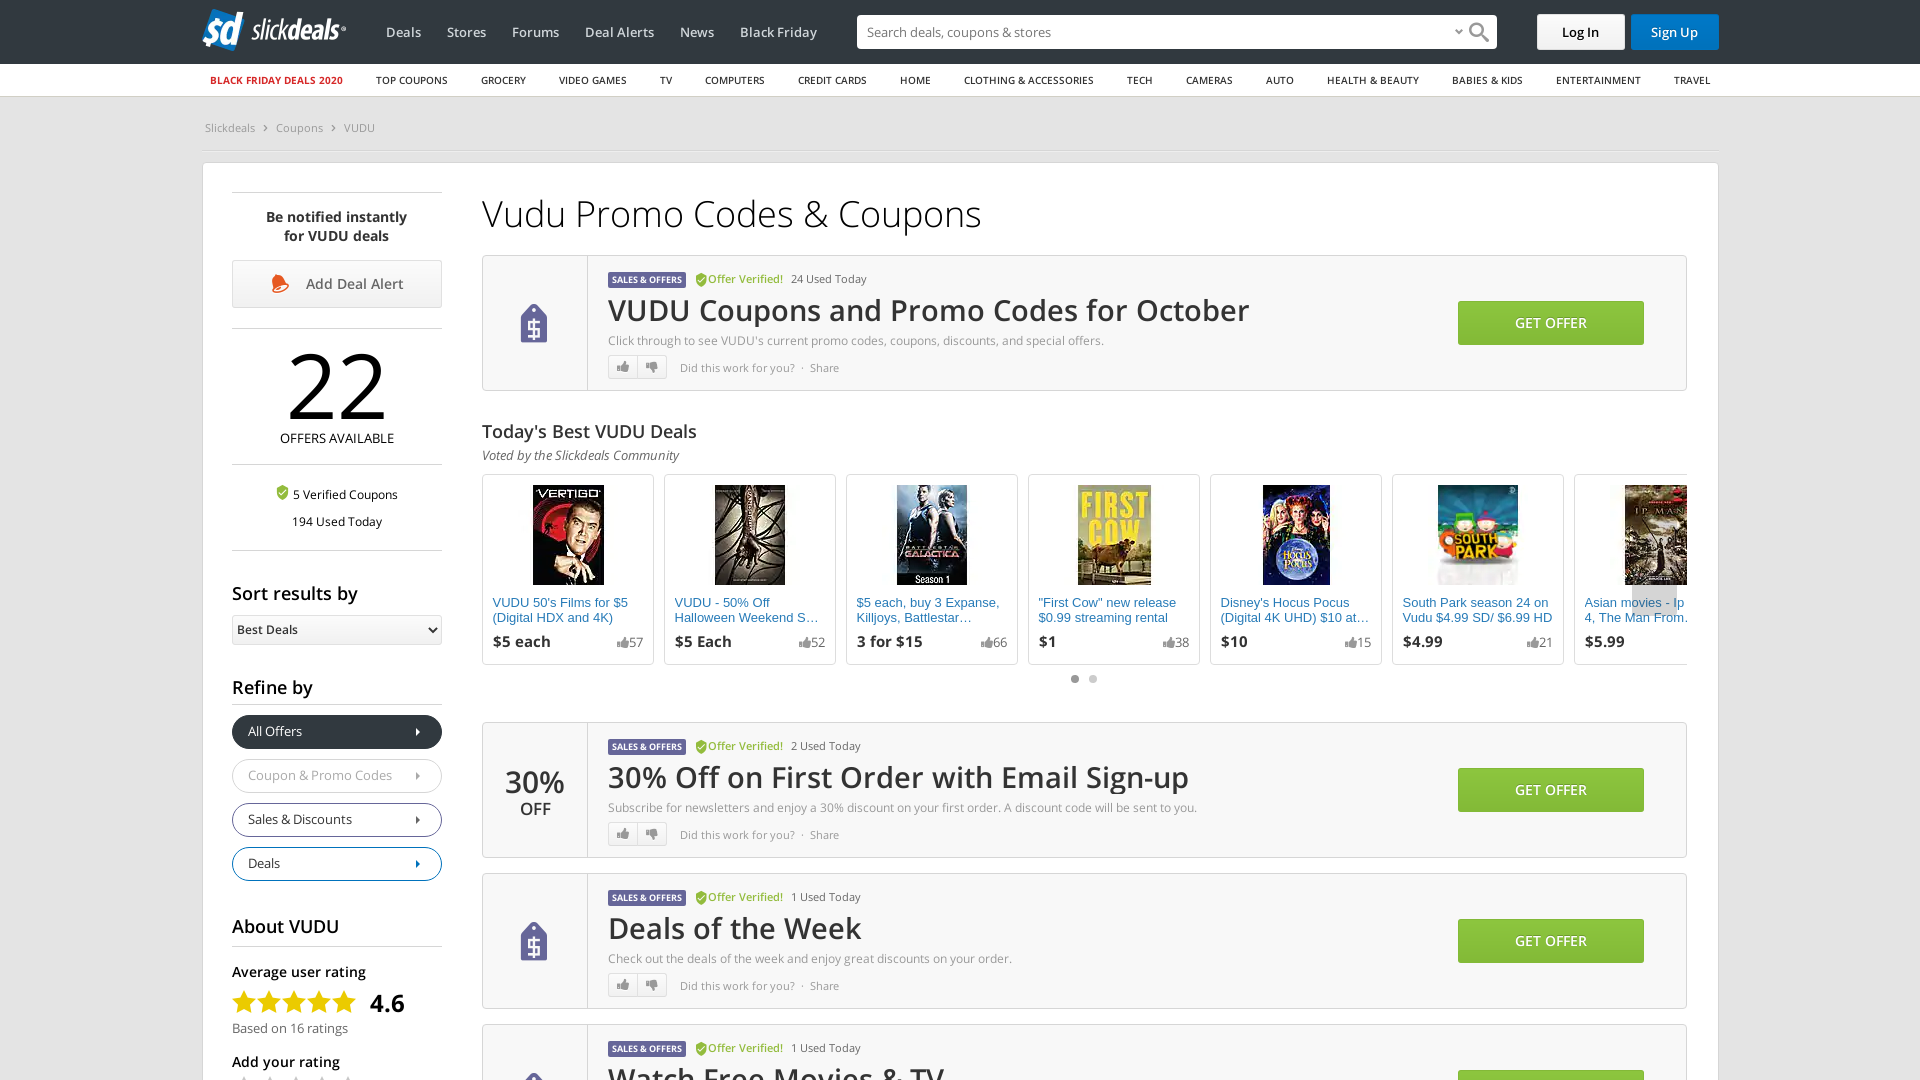 slickdeals
Deals
Stores
Forums
Deal Alerts
News
Black Friday
Search deals, coupons & stores
Log In
Sign Up
BLACK FRIDAY DEALS 2020
TOP COUPONS
GROCERY
VIDEO GAMES
TV
COMPUTERS
CREDIT CARDS
HOME
CLOTHING & ACCESSORIES
TECH
CAMERAS
AUTO
HEALTH & BEAUTY
BABIES & KIDS
ENTERTAINMENT
TRAVEL
Slickdeals > Coupons > VUDU
Be notified instantly
for VUDU deals
Add Deal Alert
22
OFFERS AVAILABLE
5 Verified Coupons
194 Used Today
Sort results by
Best Deals
Refine by
All Offers
Coupon & Promo Codes
Sales & Discounts
Deals
About VUDU
Average user rating
4.6
Based on 16 ratings
Add your rating
Vudu Promo Codes & Coupons
SALES & OFFERS Offer Verified! 24 Used Today
VUDU Coupons and Promo Codes for October
Click through to see VUDU's current promo codes, coupons, discounts, and special offers.
Did this work for you? · Share
GET OFFER
Today's Best VUDU Deals
Voted by the Slickdeals Community
VERTIGO
VUDU 50's Films for $5
(Digital HDX and 4K)
$5 each
57
VUDU - 50% Off
Halloween Weekend S…
$5 Each
52
BATTLESTAR
GALACTICA
Season 1
$5 each, buy 3 Expanse,
Killjoys, Battlestar…
3 for $15
66
FIRST
COW
"First Cow" new release
$0.99 streaming rental
$1
38
Hocus
Pocus
Disney's Hocus Pocus
(Digital 4K UHD) $10 at…
$10
15
SOUTH
PARK
South Park season 24 on
Vudu $4.99 SD/ $6.99 HD
$4.99
21
IP MAN
Asian movies - Ip
4, The Man From
$5.99
30%
OFF
SALES & OFFERS Offer Verified! 2 Used Today
30% Off on First Order with Email Sign-up
Subscribe for newsletters and enjoy a 30% discount on your first order. A discount code will be sent to you.
Did this work for you? · Share
GET OFFER
SALES & OFFERS Offer Verified! 1 Used Today
Deals of the Week
Check out the deals of the week and enjoy great discounts on your order.
Did this work for you? · Share
GET OFFER
SALES & OFFERS Offer Verified! 1 Used Today
Watch Free Movies & TV